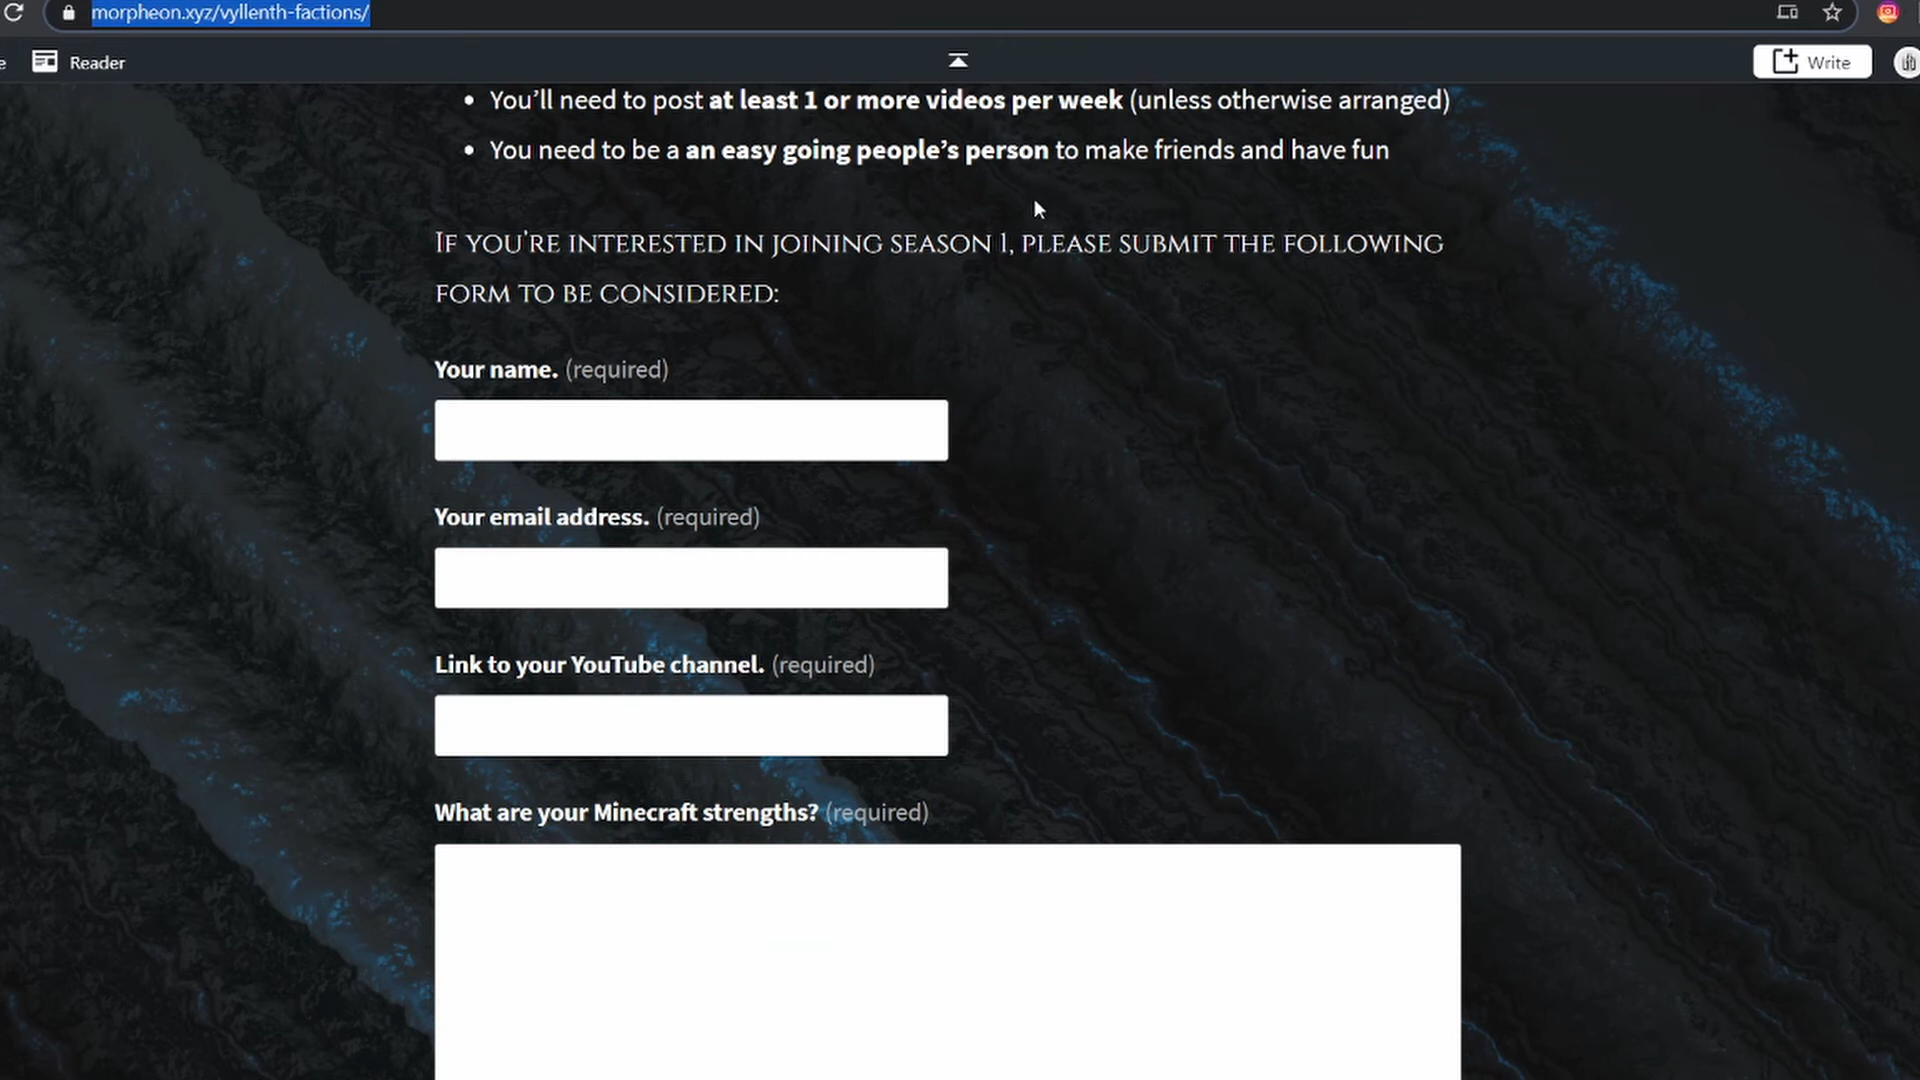 morpheon.xyz/vyllenth-factions/
e Reader
Write
• You’ll need to post at least 1 or more videos per week (unless otherwise arranged)
• You need to be a an easy going people’s person to make friends and have fun
If you’re interested in joining season 1, please submit the following
form to be considered:
Your name. (required)
Your email address. (required)
Link to your YouTube channel. (required)
What are your Minecraft strengths? (required)